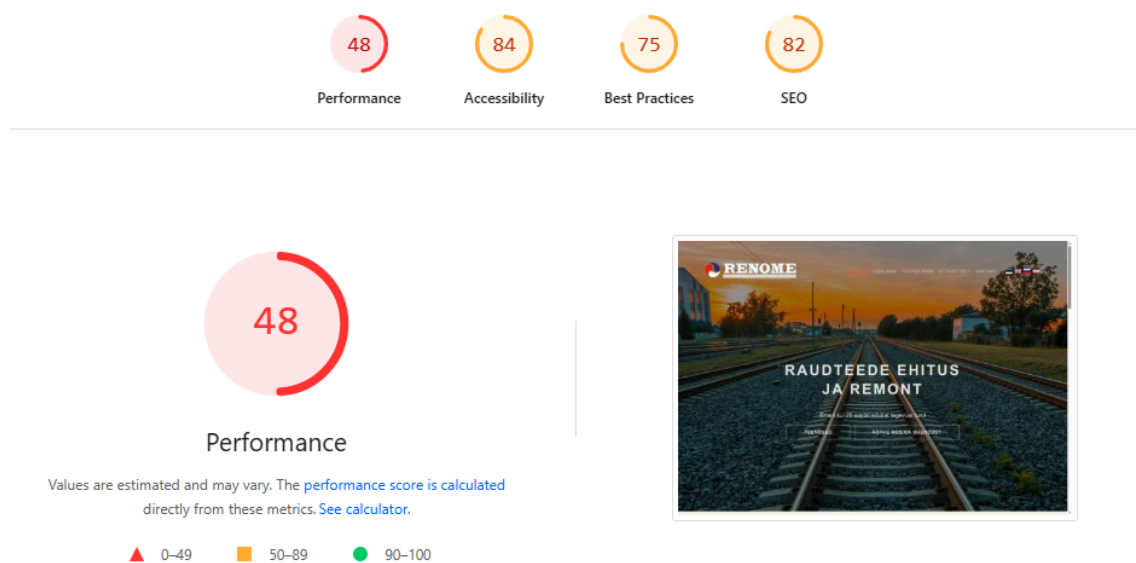 48
84
75
82
Performance
Accessibility
Best Practices
SEO
48
Performance
Values are estimated and may vary. The performance score is calculated
directly from these metrics. See calculator.
0–49
50–89
90–100
RENOME
RAUDTEEDE EHITUS
JA REMONT